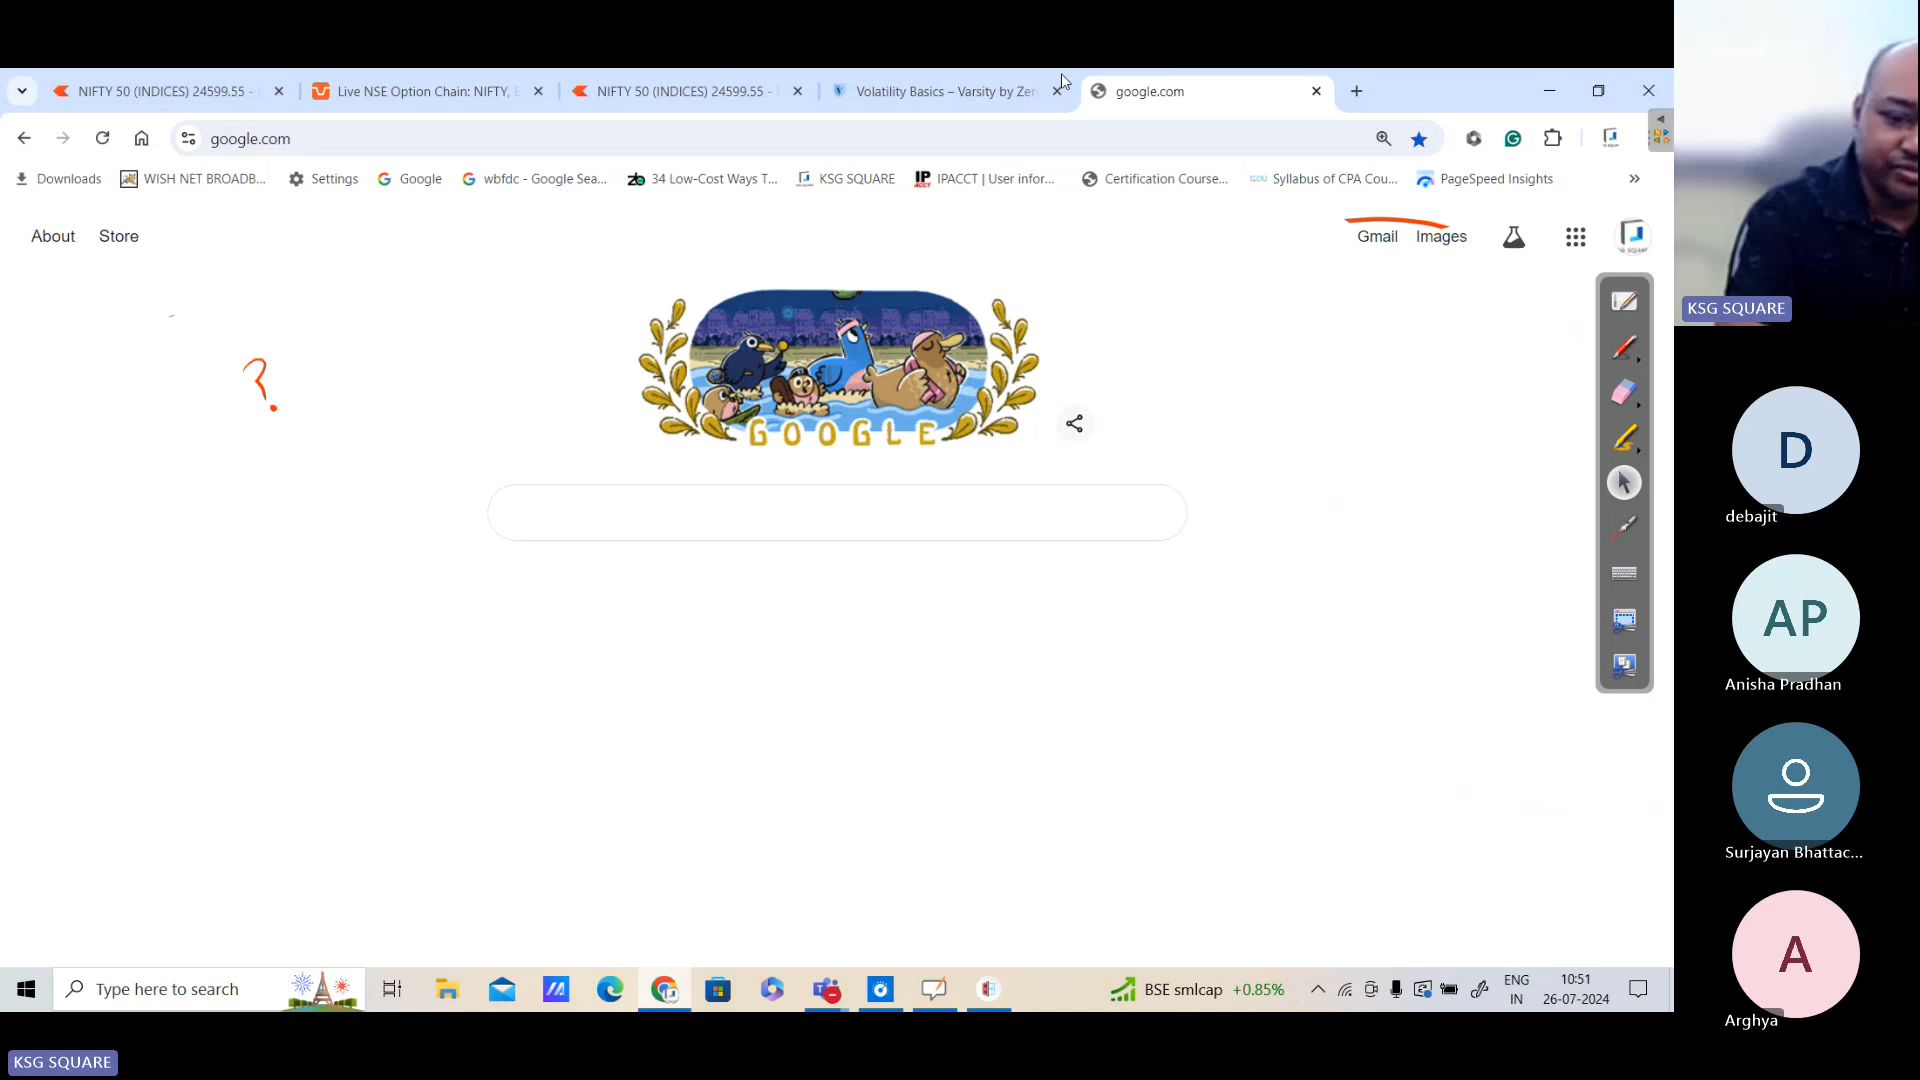 NIFTY 50 (INDICES) 24599.55 -
Live NSE Option Chain: NIFTY,
NIFTY 50 (INDICES) 24599.55 -
Volatility Basics – Varsity by Zer
google.com
google.com
Downloads
WISH NET BROADB...
Settings
Google
wbfdc - Google Sea...
34 Low-Cost Ways T...
KSG SQUARE
IPACCT | User infor...
Certification Course...
Syllabus of CPA Cou...
PageSpeed Insights
About
Store
Gmail
Images
?
GOOGLE
KSG SQUARE
D
debajit
AP
Anisha Pradhan
Surjayan Bhattac...
A
Arghya
Type here to search
BSE smlcap +0.85%
ENG
IN
10:51
26-07-2024
KSG SQUARE